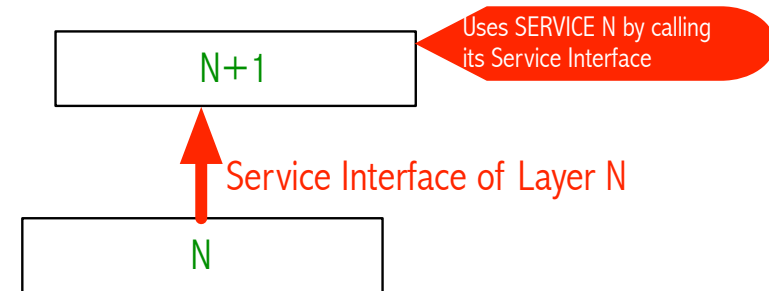 Uses SERVICE N by calling
its Service Interface
N+1
Service Interface of Layer N
N